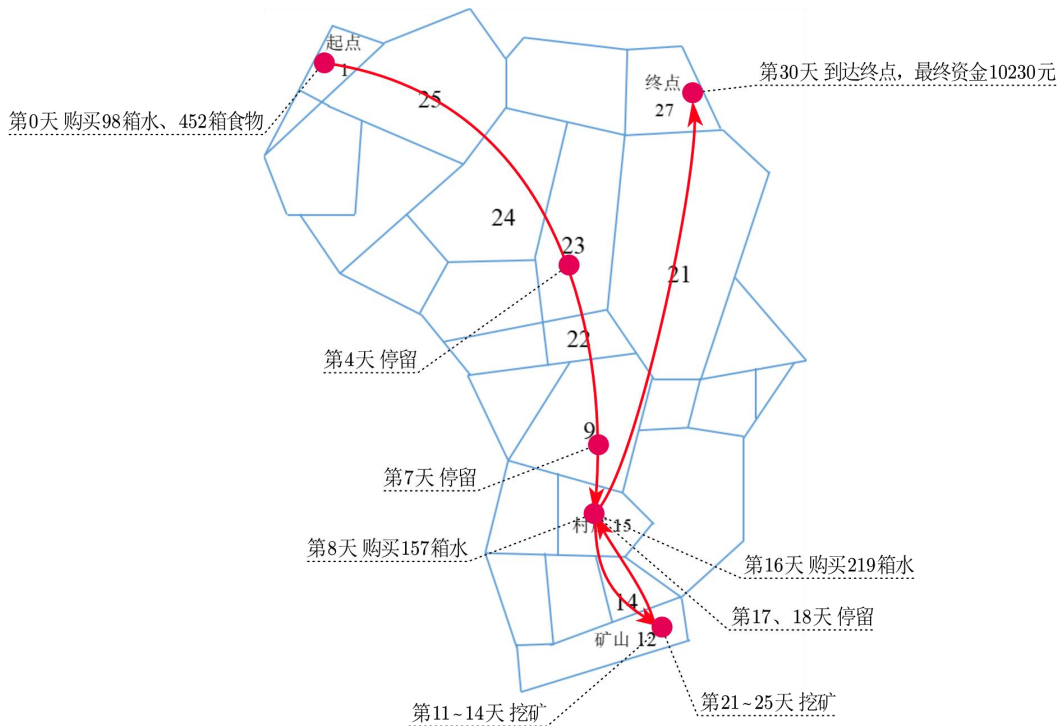 起点
1
25
终点
27
第30天 到达终点，最终资金10230元
第0天 购买98箱水、452箱食物
24
23
21
22
第4天 停留
9
第7天 停留
15
第8天 购买157箱水
第16天 购买219箱水
14
第17、18天 停留
矿山 12
第21~25天 挖矿
第11~14天 挖矿